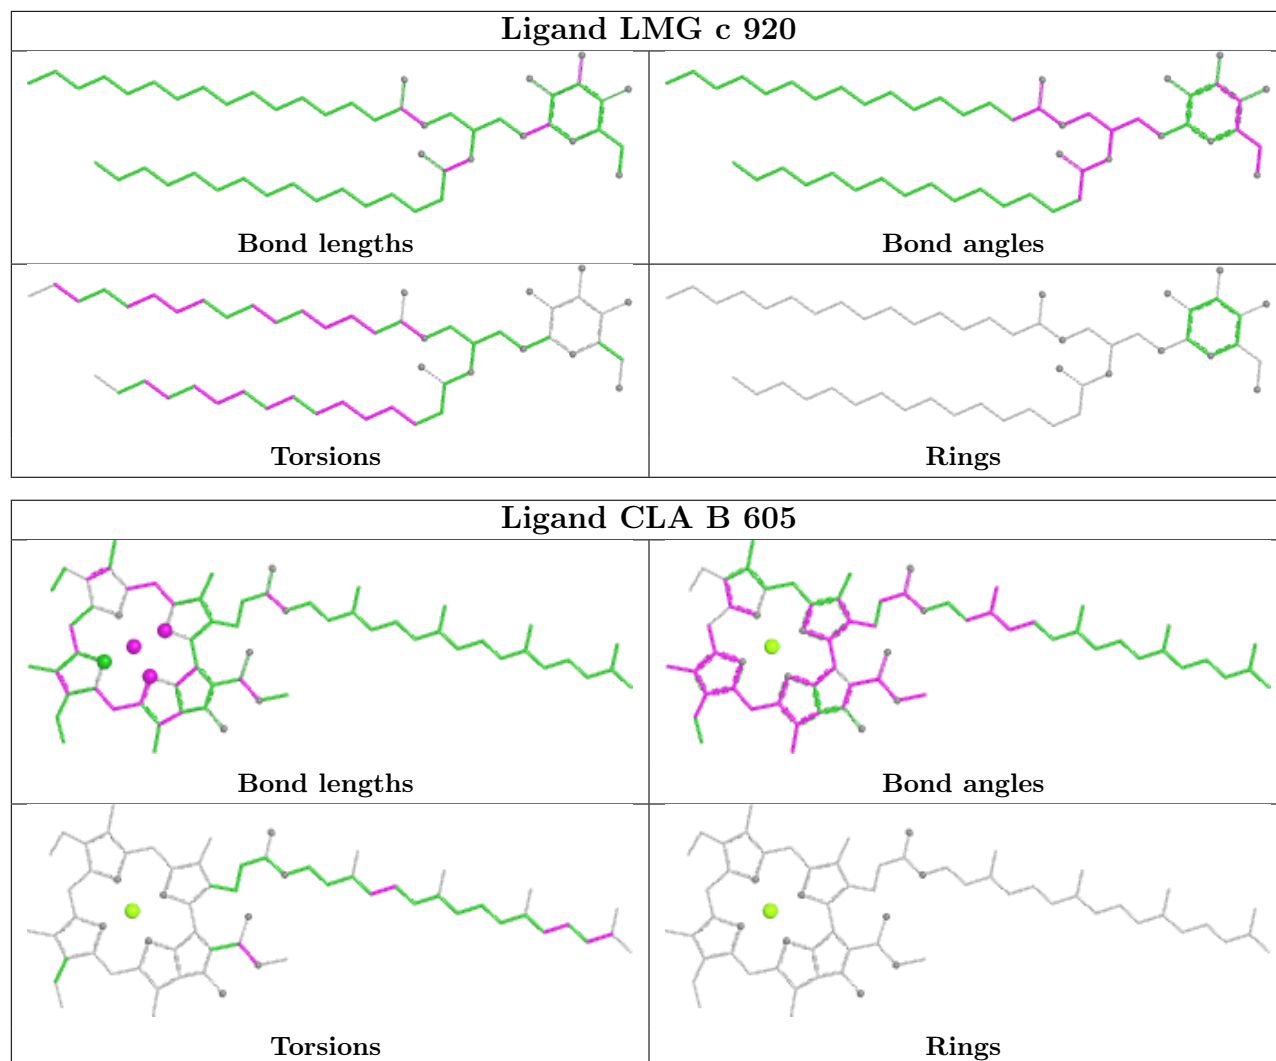 Ligand LMG c 920
Bond lengths
Bond angles
Torsions
Rings
Ligand CLA B 605
Bond lengths
Bond angles
Torsions
Rings